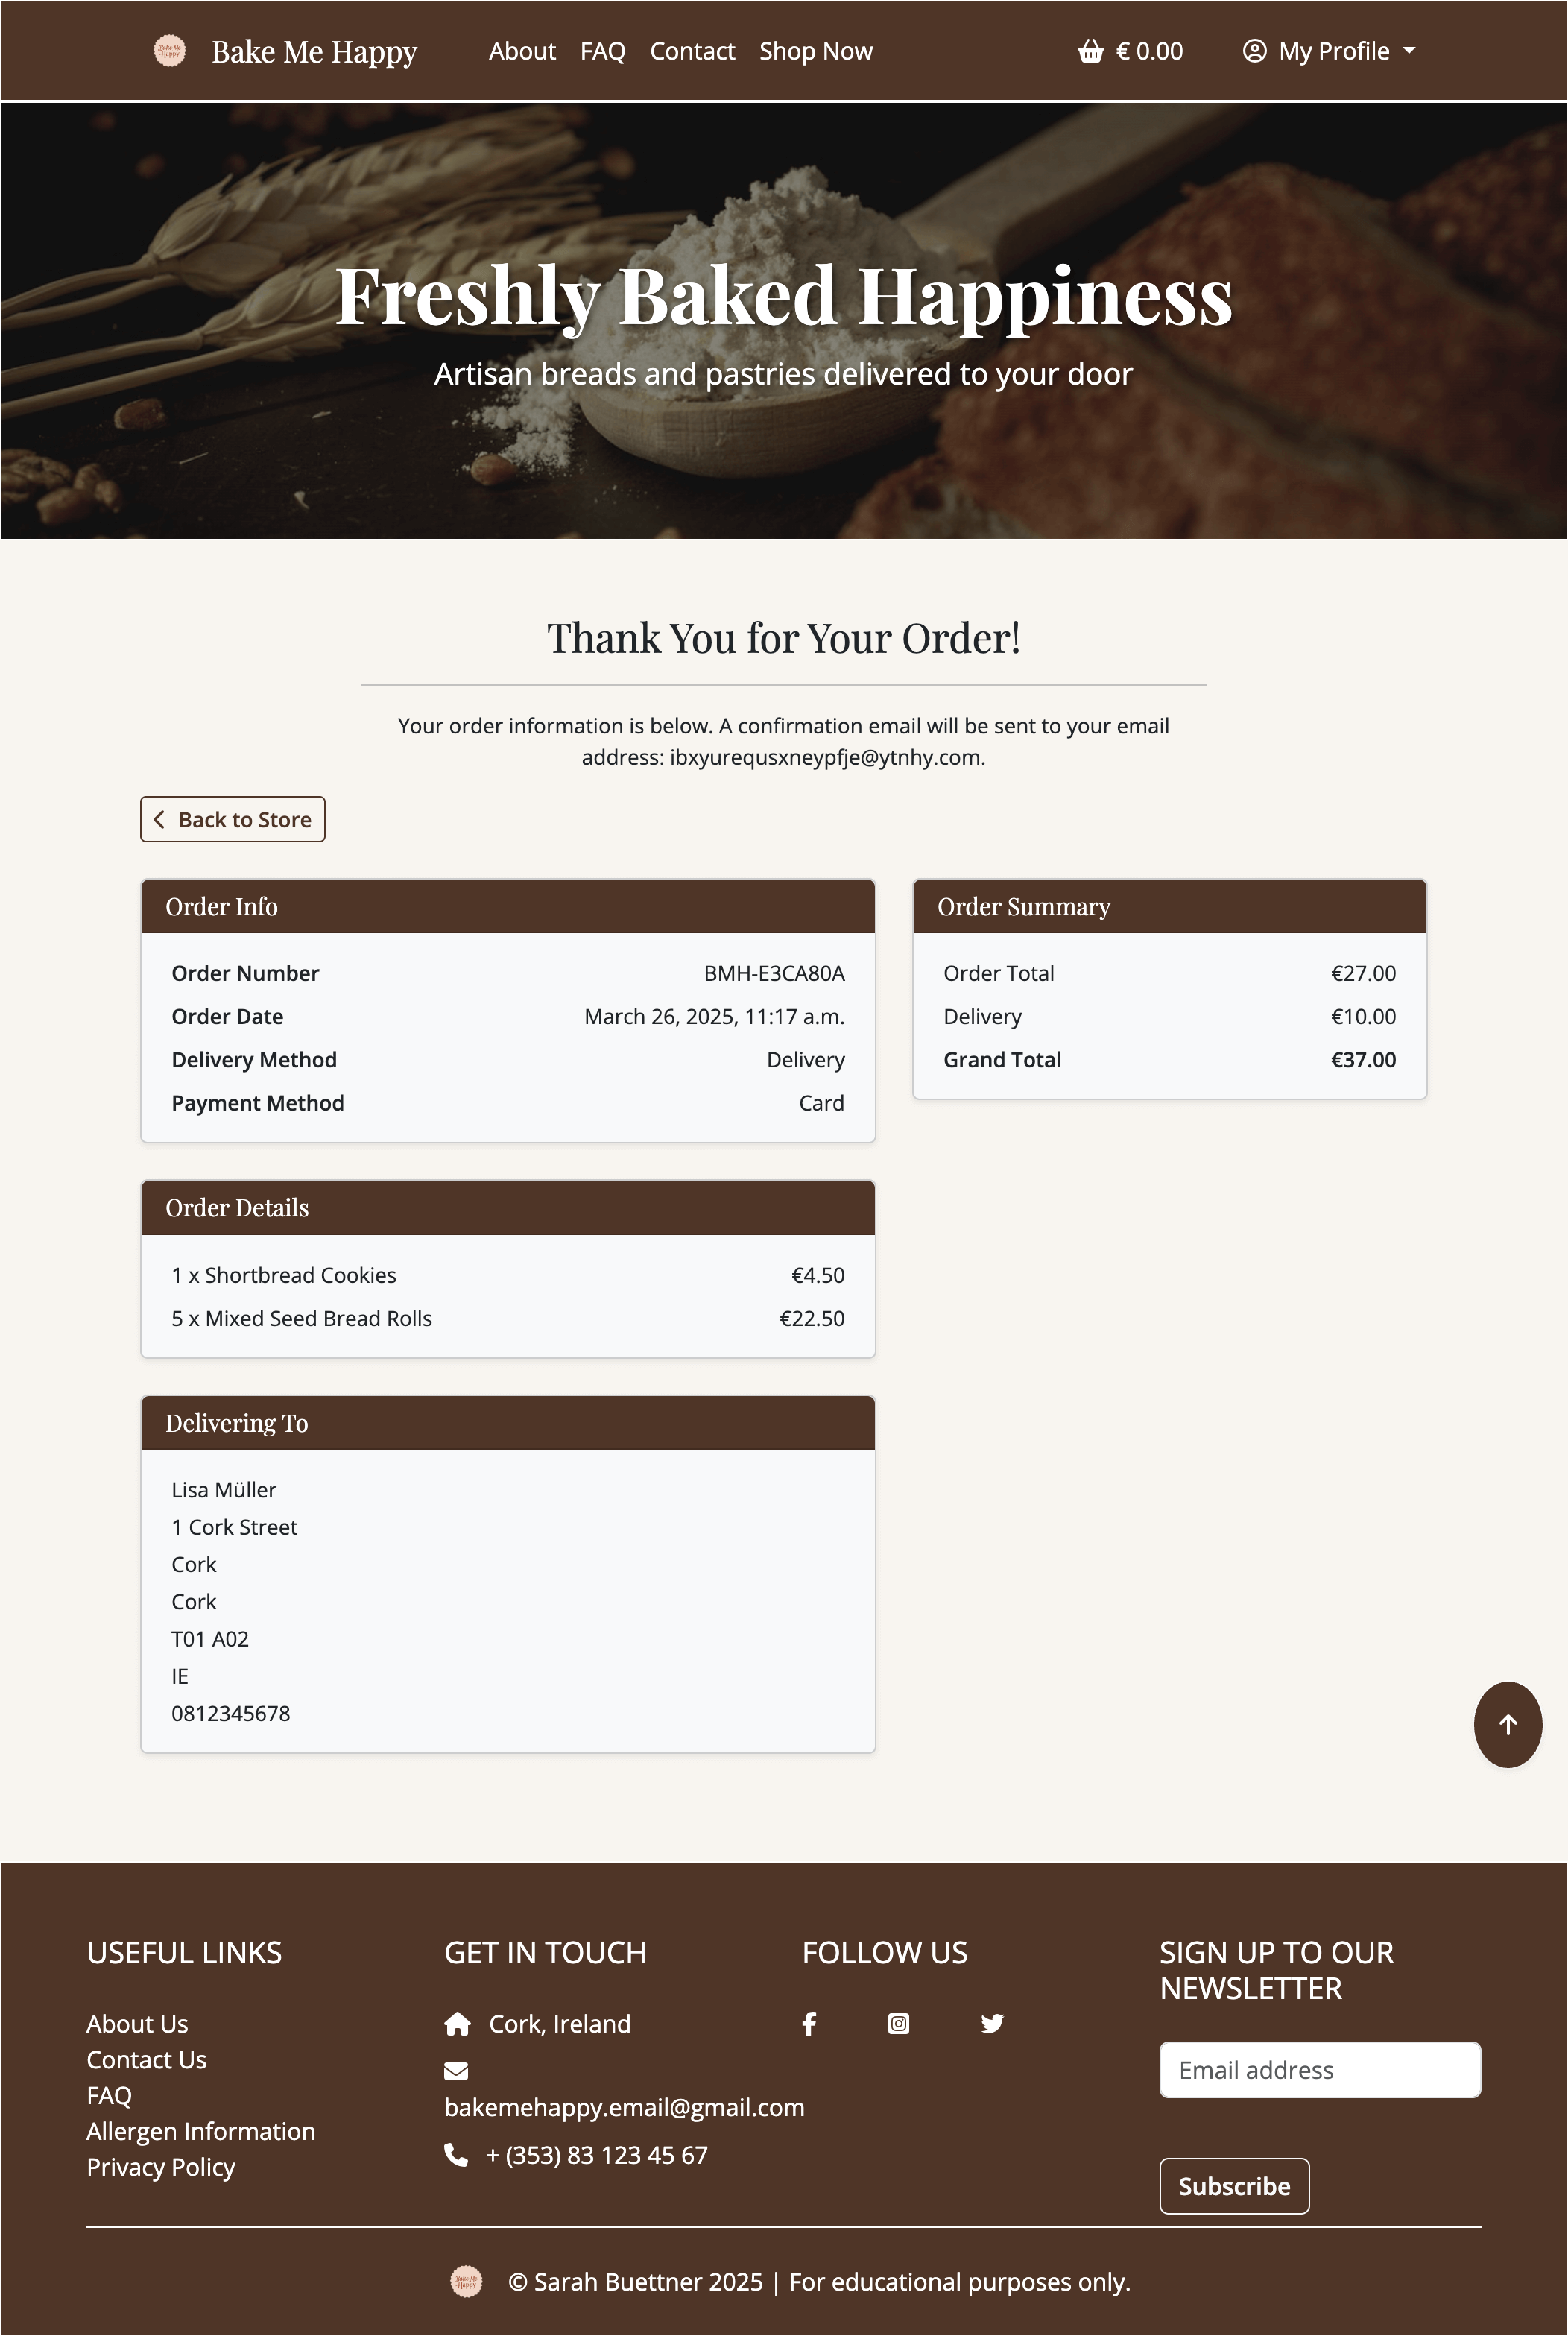 Bake Me Happy
Bake Me Happy About FAQ Contact Shop Now € 0.00 My Profile
Freshly Baked Happiness
Artisan breads and pastries delivered to your door
Thank You for Your Order!
Your order information is below. A confirmation email will be sent to your email
address: ibxyurequsxneypfje@ytnhy.com.
Back to Store
Order Info
Order Number BMH-E3CA80A
Order Date March 26, 2025, 11:17 a.m.
Delivery Method Delivery
Payment Method Card
Order Summary
Order Total €27.00
Delivery €10.00
Grand Total €37.00
Order Details
1 x Shortbread Cookies €4.50
5 x Mixed Seed Bread Rolls €22.50
Delivering To
Lisa Müller
1 Cork Street
Cork
Cork
T01 A02
IE
0812345678
USEFUL LINKS
About Us
Contact Us
FAQ
Allergen Information
Privacy Policy
GET IN TOUCH
Cork, Ireland
bakemehappy.email@gmail.com
+ (353) 83 123 45 67
FOLLOW US
SIGN UP TO OUR
NEWSLETTER
Email address
Subscribe
Bake Me Happy
© Sarah Buettner 2025 | For educational purposes only.